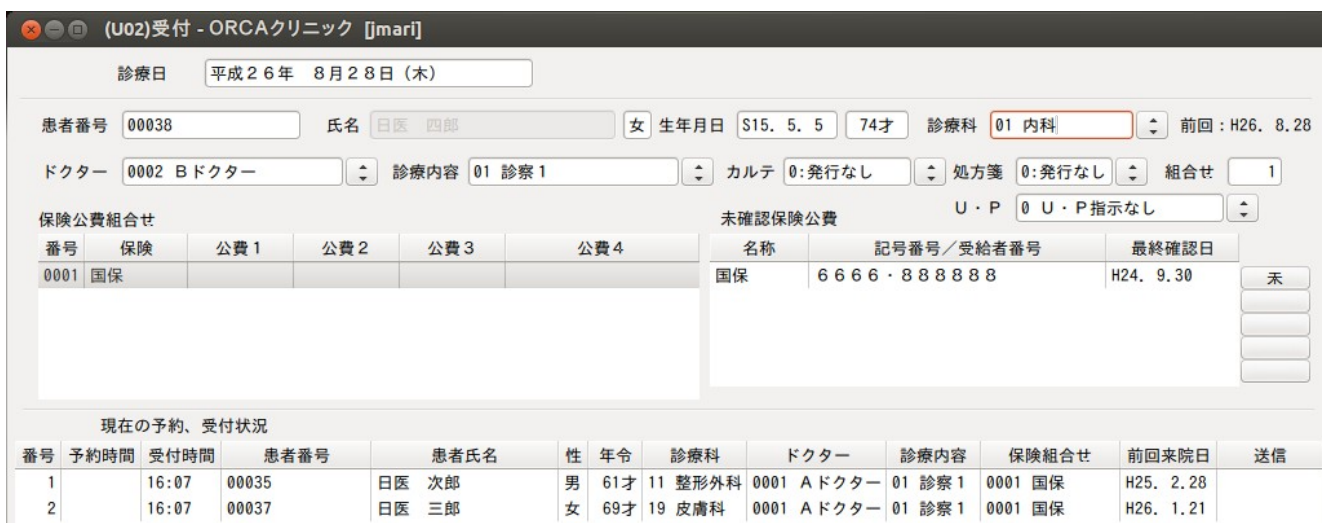 (U02)受付 - ORCAクリニック [jmari]
診療日 平成26年 8月28日(木)
患者番号 00038 氏名 日医 四郎 女 生年月日 S15. 5. 5 74才 診療科 01 内科 前回:H26. 8.28
ドクター 0002 Bドクター 診療内容 01 診察1 カルテ 0:発行なし 処方箋 0:発行なし 組合せ 1
保険公費組合せ 未確認保険公費 U・P 0 U・P指示なし
番号 保険 公費1 公費2 公費3 公費4 名称 記号番号/受給者番号 最終確認日
0001 国保 国保 6666・888888 H24. 9.30 未
現在の予約、受付状況
番号 予約時間 受付時間 患者番号 患者氏名 性 年令 診療科 ドクター 診療内容 保険組合せ 前回来院日 送信
1 16:07 00035 日医 次郎 男 61才 11 整形外科 0001 Aドクター 01 診察1 0001 国保 H25. 2.28
2 16:07 00037 日医 三郎 女 69才 19 皮膚科 0001 Aドクター 01 診察1 0001 国保 H26. 1.21